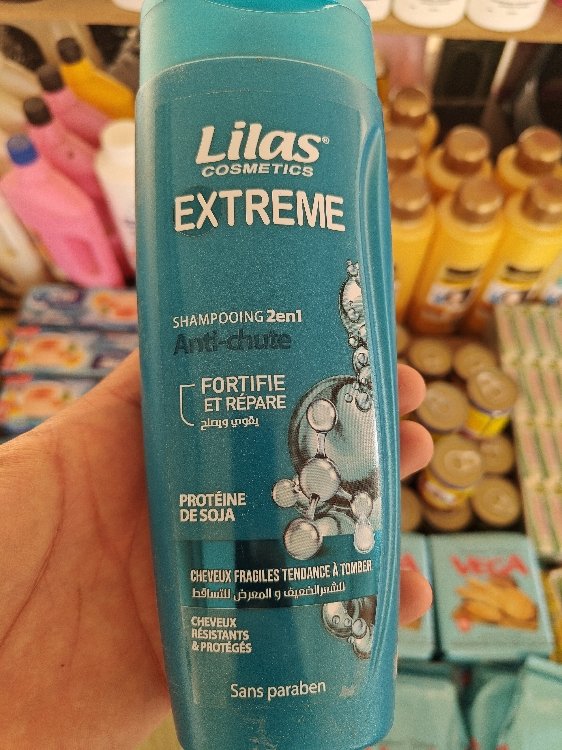 Lilas®
COSMETICS
EXTREME
SHAMPOOING 2en1
Anti-chute
FORTIFIE
ET RÉPARE
يقوي ويصلح
PROTÉINE
DE SOJA
CHEVEUX FRAGILES TENDANCE À TOMBER
للشعر الضعيف و المعرض للتساقط
CHEVEUX
RÉSISTANTS
& PROTÉGÉS
Sans paraben
VEGA